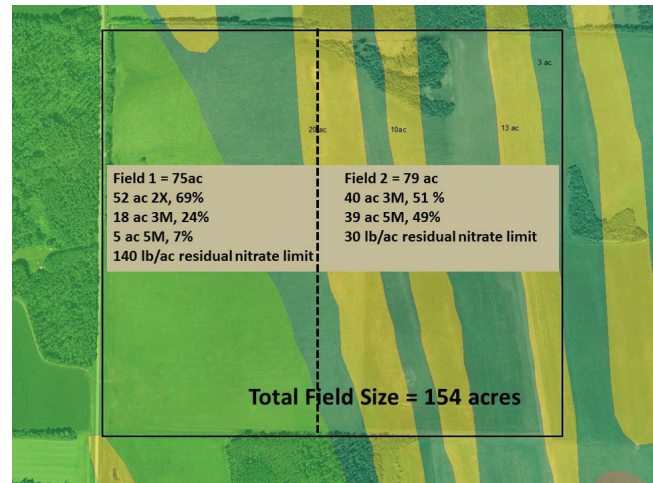 3 ac
20 ac
10ac
13 ac
Field 1 = 75ac
52 ac 2X, 69%
18 ac 3M, 24%
5 ac 5M, 7%
140 lb/ac residual nitrate limit
Field 2 = 79 ac
40 ac 3M, 51 %
39 ac 5M, 49%
30 lb/ac residual nitrate limit
Total Field Size = 154 acres